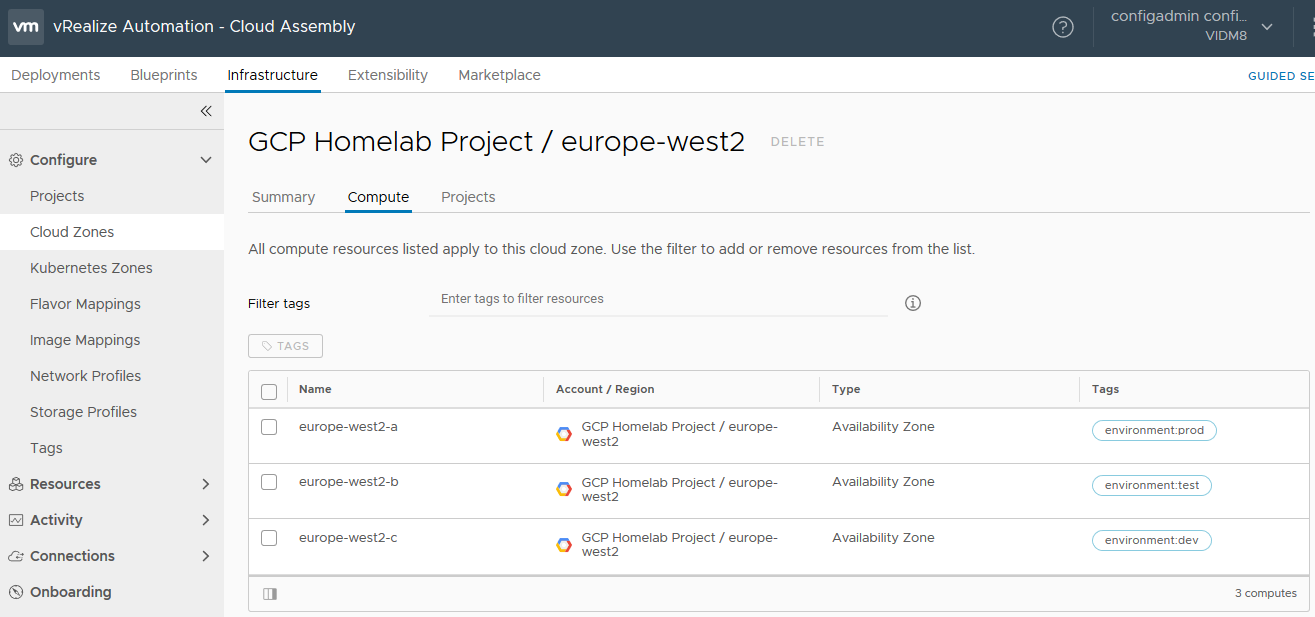 vm vRealize Automation - Cloud Assembly
configadmin confi...
VIDM8
Deployments Blueprints Infrastructure Extensibility Marketplace GUIDED SE
GCP Homelab Project / europe-west2 DELETE
Configure
Projects
Cloud Zones
Kubernetes Zones
Flavor Mappings
Image Mappings
Network Profiles
Storage Profiles
Tags
Resources
Activity
Connections
Onboarding
Summary Compute Projects
All compute resources listed apply to this cloud zone. Use the filter to add or remove resources from the list.
Filter tags Enter tags to filter resources
TAGS
Name Account / Region Type Tags
europe-west2-a GCP Homelab Project / europe-
west2 Availability Zone environment:prod
europe-west2-b GCP Homelab Project / europe-
west2 Availability Zone environment:test
europe-west2-c GCP Homelab Project / europe-
west2 Availability Zone environment:dev
3 computes